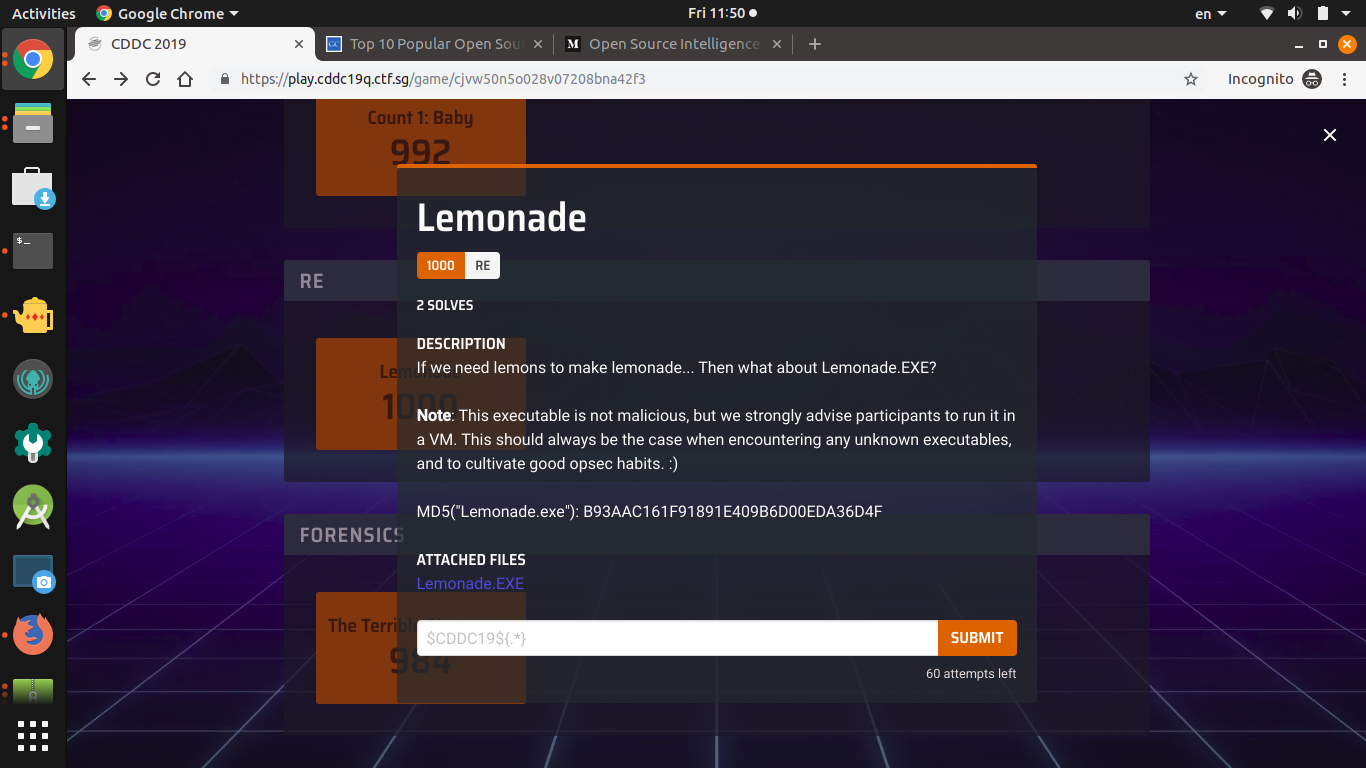 Activities Google Chrome Fri 11:50 en
CDDC 2019 Top 10 Popular Open Sou Open Source Intelligence
https://play.cddc19q.ctf.sg/game/cjvw50n5o028v07208bna42f3 Incognito
Count 1: Baby
992
Lemonade
1000 RE
RE
2 SOLVES
DESCRIPTION
If we need lemons to make lemonade... Then what about Lemonade.EXE?
1000
Note: This executable is not malicious, but we strongly advise participants to run it in
a VM. This should always be the case when encountering any unknown executables,
and to cultivate good opsec habits. :)
MD5("Lemonade.exe"): B93AAC161F91891E409B6D00EDA36D4F
FORENSICS
ATTACHED FILES
Lemonade.EXE
The Terrib
$CDDC19${.*} SUBMIT
984
60 attempts left